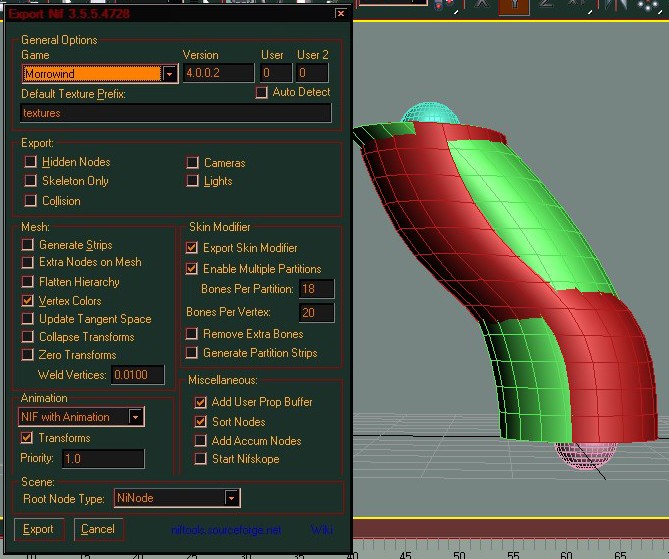 Export Nif 3.5.5.4728
General Options
Game Version User User 2
Morrowind 4.0.0.2 0 0
Default Texture Prefix: Auto Detect
textures
Export:
Hidden Nodes Cameras
Skeleton Only Lights
Collision
Mesh:
Generate Strips
Extra Nodes on Mesh
Flatten Hierarchy
Vertex Colors
Update Tangent Space
Collapse Transforms
Zero Transforms
Weld Vertices: 0.0100
Skin Modifier
Export Skin Modifier
Enable Multiple Partitions
Bones Per Partition: 18
Bones Per Vertex: 20
Remove Extra Bones
Generate Partition Strips
Animation
NIF with Animation
Transforms
Priority: 1.0
Miscellaneous:
Add User Prop Buffer
Sort Nodes
Add Accum Nodes
Start Nifskope
Scene:
Root Node Type: NiNode
Export Cancel niftools.sourceforge.net Wiki
X Y Z
45 50 55 60 65